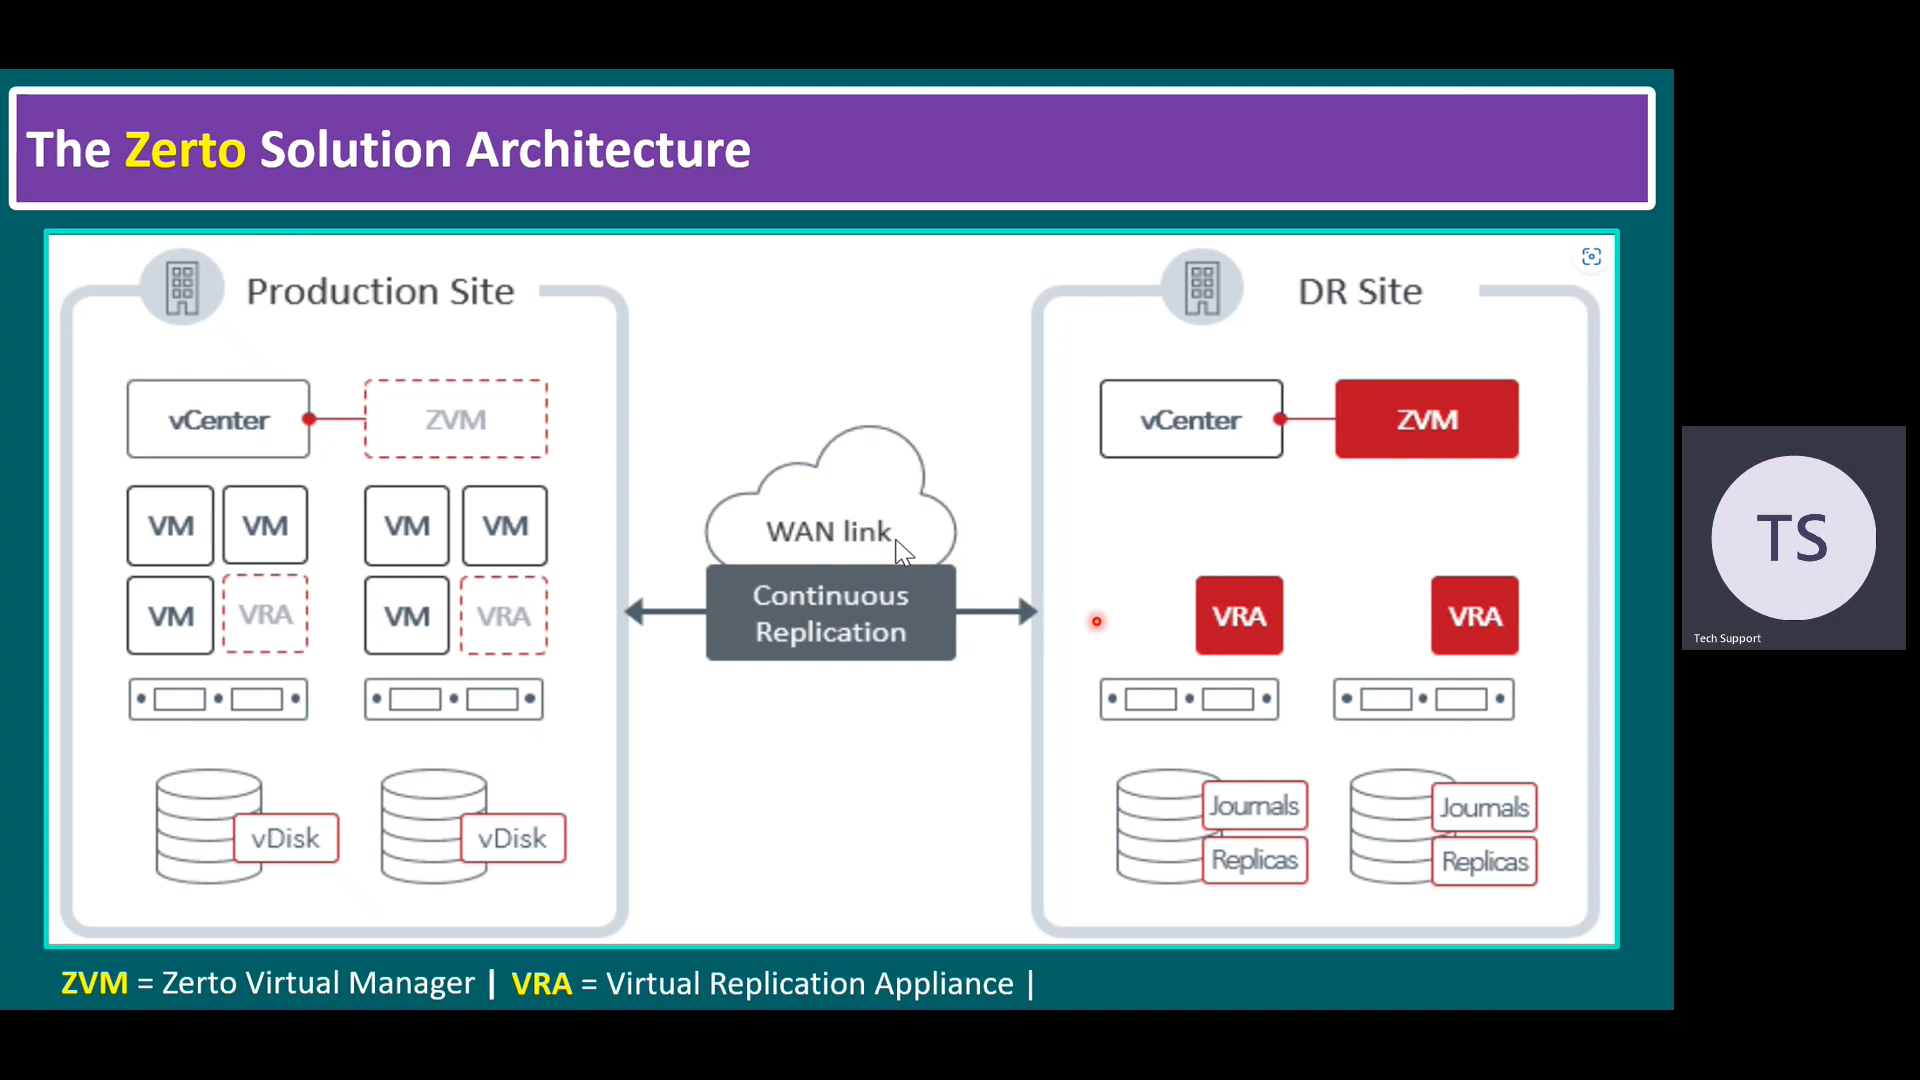 The Zerto Solution Architecture
Production Site
vCenter
ZVM
VM
VM
VM
VM
VM
VRA
VM
VRA
vDisk
vDisk
WAN link
Continuous
Replication
DR Site
vCenter
ZVM
VRA
VRA
Journals
Replicas
Journals
Replicas
ZVM = Zerto Virtual Manager | VRA = Virtual Replication Appliance |
TS
Tech Support